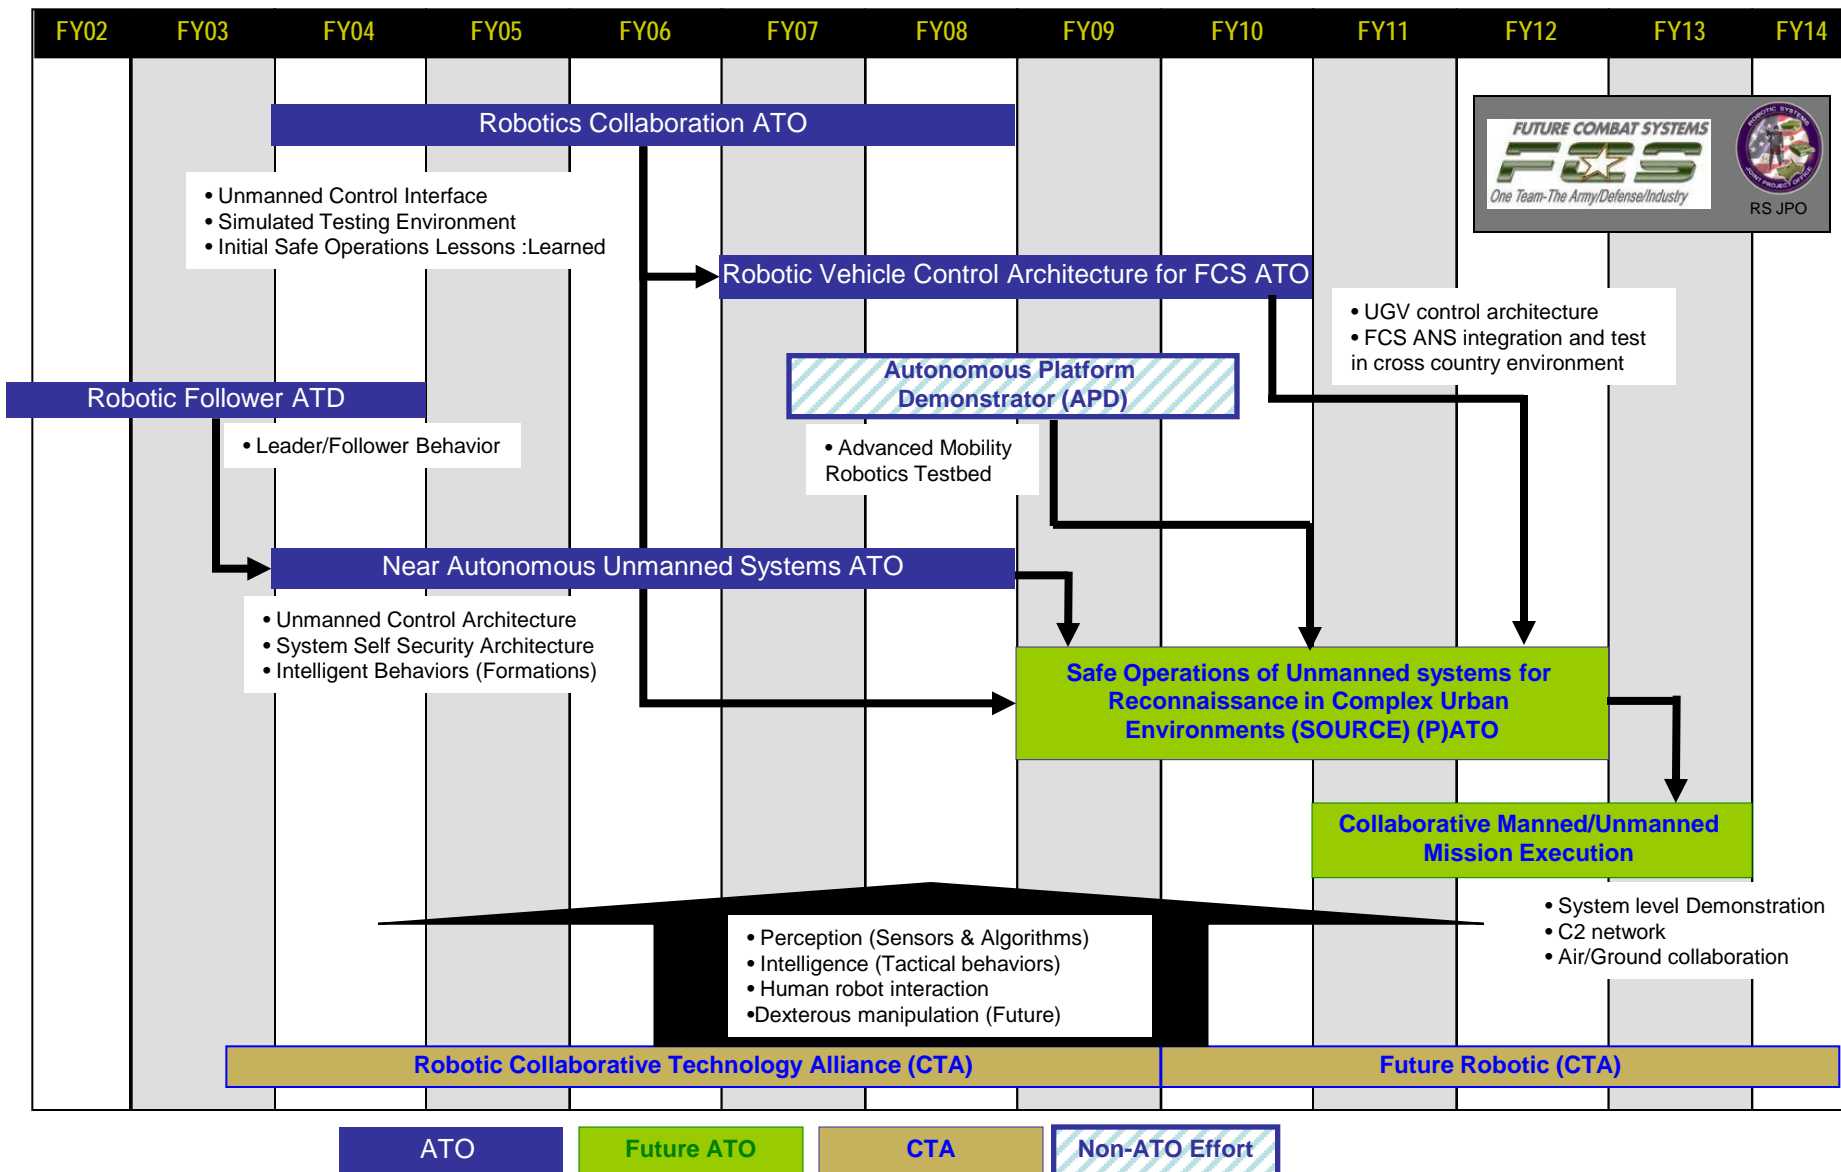 FY02 FY03 FY04 FY05 FY06 FY07 FY08 FY09 FY10 FY11 FY12 FY13 FY14
Robotics Collaboration ATO
FUTURE COMBAT SYSTEMS
FCS
One Team-The Army/Defense/Industry
ROBOTIC SYSTEMS
JOINT PROJECT OFFICE
RS JPO
• Unmanned Control Interface
• Simulated Testing Environment
• Initial Safe Operations Lessons :Learned
Robotic Vehicle Control Architecture for FCS ATO
• UGV control architecture
• FCS ANS integration and test
in cross country environment
Autonomous Platform
Demonstrator (APD)
Robotic Follower ATD
• Leader/Follower Behavior
• Advanced Mobility
Robotics Testbed
Near Autonomous Unmanned Systems ATO
• Unmanned Control Architecture
• System Self Security Architecture
• Intelligent Behaviors (Formations)
Safe Operations of Unmanned systems for
Reconnaissance in Complex Urban
Environments (SOURCE) (P)ATO
Collaborative Manned/Unmanned
Mission Execution
• System level Demonstration
• C2 network
• Air/Ground collaboration
• Perception (Sensors & Algorithms)
• Intelligence (Tactical behaviors)
• Human robot interaction
•Dexterous manipulation (Future)
Robotic Collaborative Technology Alliance (CTA)
Future Robotic (CTA)
ATO
Future ATO
CTA
Non-ATO Effort